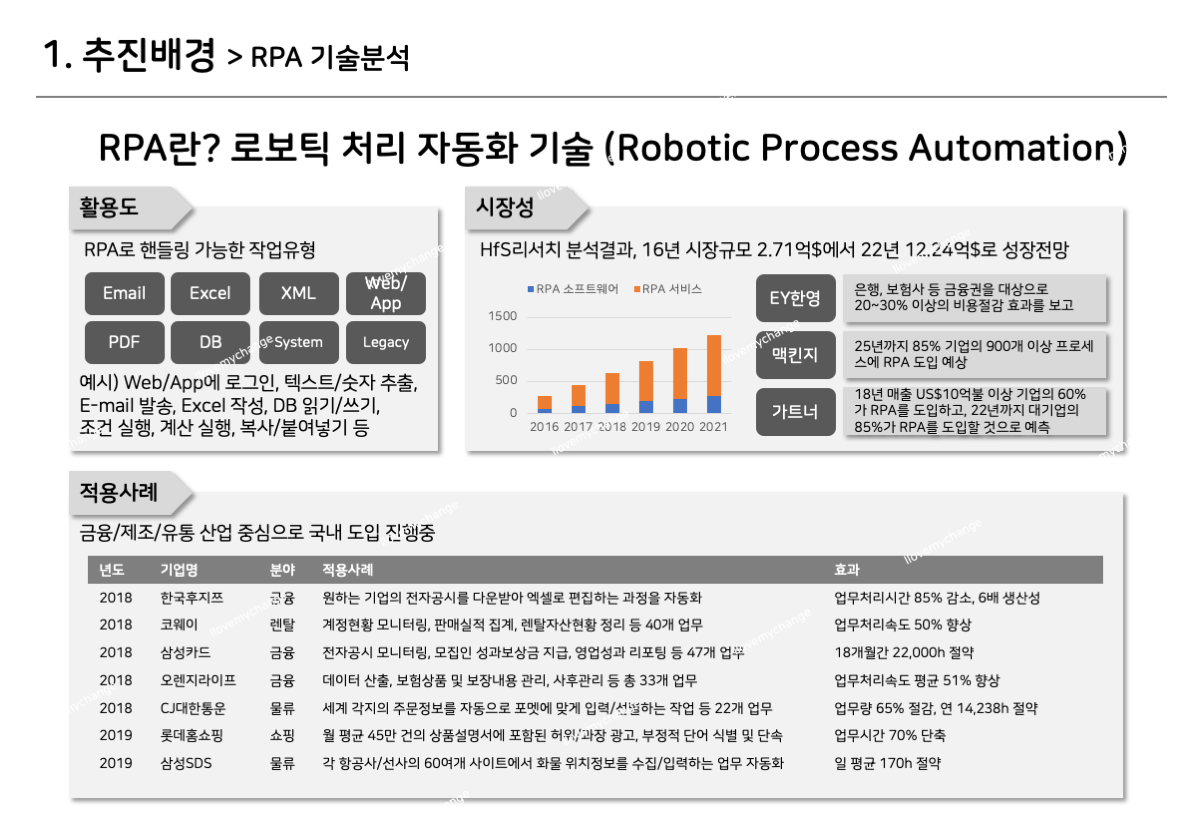 1. 추진배경 > RPA 기술분석
RPA란? 로보틱 처리 자동화 기술 (Robotic Process Automation)
활용도
RPA로 핸들링 가능한 작업유형
Email
Excel
XML
Web/
App
PDF
DB
System
Legacy
예시) Web/App에 로그인, 텍스트/숫자 추출,
E-mail 발송, Excel 작성, DB 읽기/쓰기,
조건 실행, 계산 실행, 복사/붙여넣기 등
시장성
HfS리서치 분석결과, 16년 시장규모 2.71억$에서 22년 12.24억$로 성장전망
RPA 소프트웨어 RPA 서비스
1500
1000
500
0
2016 2017 2018 2019 2020 2021
EY한영
은행, 보험사 등 금융권을 대상으로
20~30% 이상의 비용절감 효과를 보고
맥킨지
25년까지 85% 기업의 900개 이상 프로세
스에 RPA 도입 예상
가트너
18년 매출 US$10억불 이상 기업의 60%
가 RPA를 도입하고, 22년까지 대기업의
85%가 RPA를 도입할 것으로 예측
적용사례
금융/제조/유통 산업 중심으로 국내 도입 진행중
년도 기업명 분야 적용사례 효과
2018 한국후지쯔 금융 원하는 기업의 전자공시를 다운받아 엑셀로 편집하는 과정을 자동화 업무처리시간 85% 감소, 6배 생산성
2018 코웨이 렌탈 계정현황 모니터링, 판매실적 집계, 렌탈자산현황 정리 등 40개 업무 업무처리속도 50% 향상
2018 삼성카드 금융 전자공시 모니터링, 모집인 성과보상금 지급, 영업성과 리포팅 등 47개 업무 18개월간 22,000h 절약
2018 오렌지라이프 금융 데이터 산출, 보험상품 및 보장내용 관리, 사후관리 등 총 33개 업무 업무처리속도 평균 51% 향상
2018 CJ대한통운 물류 세계 각지의 주문정보를 자동으로 포멧에 맞게 입력/선별하는 작업 등 22개 업무 업무량 65% 절감, 연 14,238h 절약
2019 롯데홈쇼핑 쇼핑 월 평균 45만 건의 상품설명서에 포함된 허위/과장 광고, 부정적 단어 식별 및 단속 업무시간 70% 단축
2019 삼성SDS 물류 각 항공사/선사의 60여개 사이트에서 화물 위치정보를 수집/입력하는 업무 자동화 일 평균 170h 절약
ilovemychange